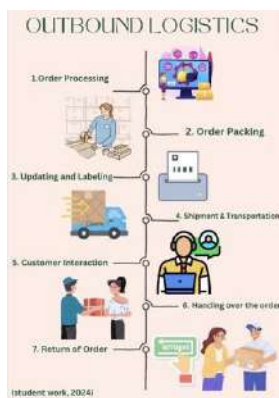 OUTBOUND LOGISTICS
1.Order Processing
2. Order Packing
3. Updating and Labeling
4. Shipment & Transportation
5. Customer Interaction
6. Handing over the order
7. Return of Order
(student work, 2024)